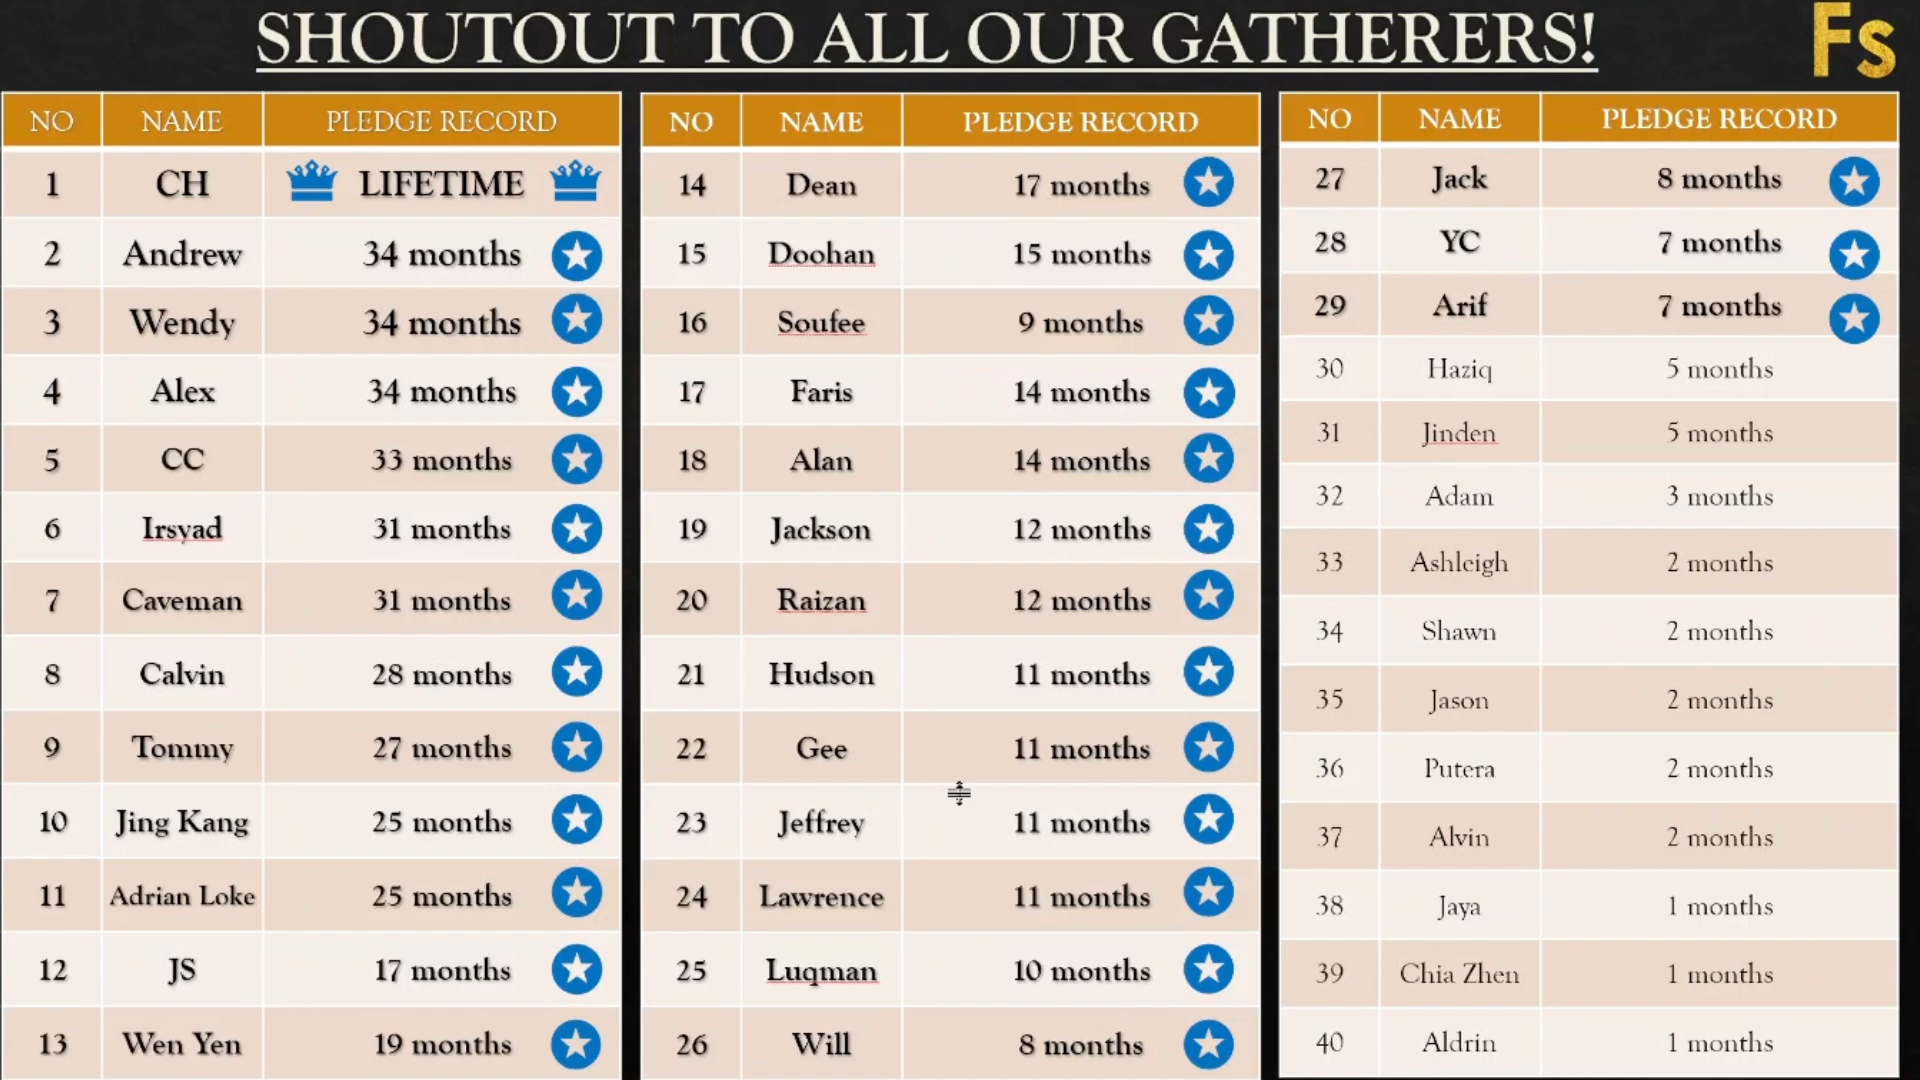 SHOUTOUT TO ALL OUR GATHERERS!
Fs
NO NAME PLEDGE RECORD
1 CH LIFETIME
2 Andrew 34 months
3 Wendy 34 months
4 Alex 34 months
5 CC 33 months
6 Irsyad 31 months
7 Caveman 31 months
8 Calvin 28 months
9 Tommy 27 months
10 Jing Kang 25 months
11 Adrian Loke 25 months
12 JS 17 months
13 Wen Yen 19 months
NO NAME PLEDGE RECORD
14 Dean 17 months
15 Doohan 15 months
16 Soufee 9 months
17 Faris 14 months
18 Alan 14 months
19 Jackson 12 months
20 Raizan 12 months
21 Hudson 11 months
22 Gee 11 months
23 Jeffrey 11 months
24 Lawrence 11 months
25 Luqman 10 months
26 Will 8 months
NO NAME PLEDGE RECORD
27 Jack 8 months
28 YC 7 months
29 Arif 7 months
30 Haziq 5 months
31 Jinden 5 months
32 Adam 3 months
33 Ashleigh 2 months
34 Shawn 2 months
35 Jason 2 months
36 Putera 2 months
37 Alvin 2 months
38 Jaya 1 months
39 Chia Zhen 1 months
40 Aldrin 1 months